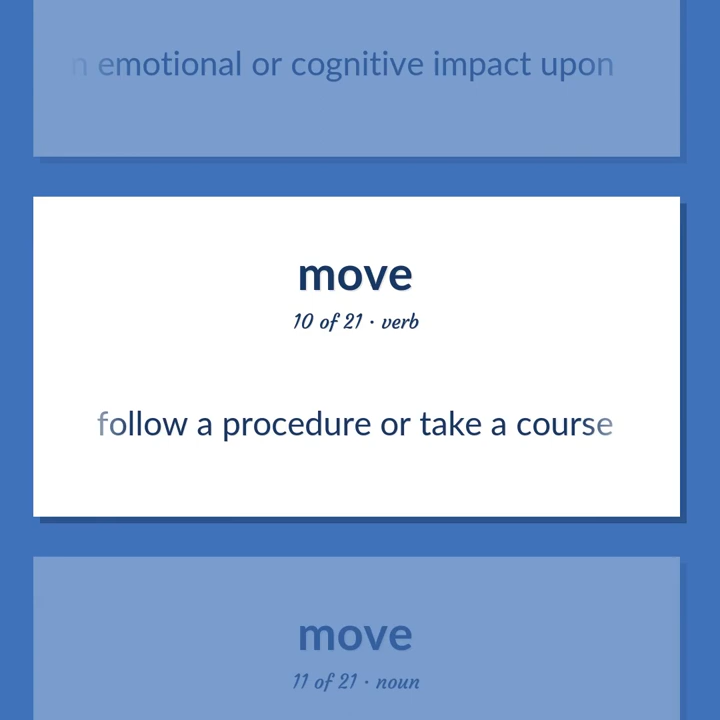 n emotional or cognitive impact upon
move
10 of 21 · verb
follow a procedure or take a course
move
11 of 21 · noun